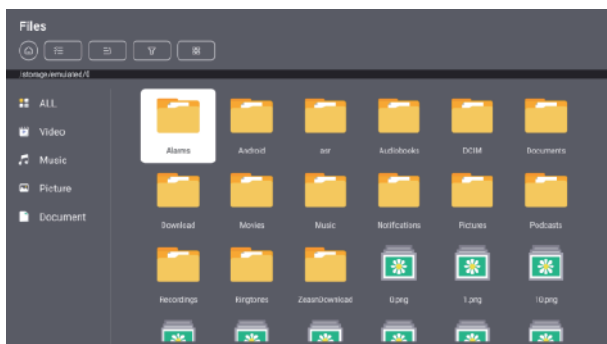 Files
/storage/emulated/0
ALL
Video
Music
Picture
Document
Alarms
Android
asr
Audiobooks
DCIM
Documents
Download
Movies
Music
Notifications
Pictures
Podcasts
Recordings
Ringtones
ZeasnDownload
0.png
1.png
10.png